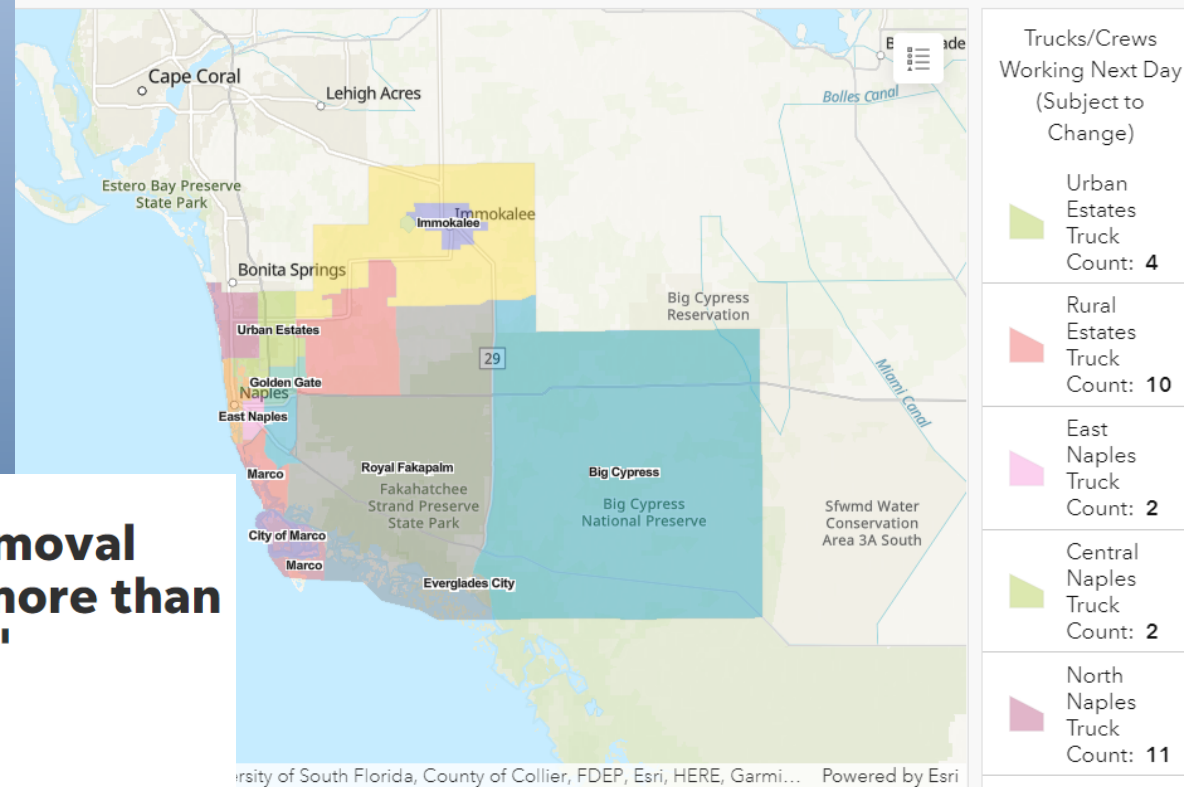 Cape Coral
Lehigh Acres
Bolles Canal
Estero Bay Preserve
State Park
Immokalee
Immokalee
Bonita Springs
Big Cypress
Reservation
Urban Estates
29
Miami Canal
Golden Gate
Naples
East Naples
Marco
Royal Fakapalm
Big Cypress
Fakahatchee
Strand Preserve
State Park
Big Cypress
National Preserve
Sfwmd Water
Conservation
Area 3A South
City of Marco
Marco
Everglades City
moval
more than
"
ersity of South Florida, County of Collier, FDEP, Esri, HERE, Garmi... Powered by Esri
Trucks/Crews
Working Next Day
(Subject to
Change)
Urban
Estates
Truck
Count: 4
Rural
Estates
Truck
Count: 10
East
Naples
Truck
Count: 2
Central
Naples
Truck
Count: 2
North
Naples
Truck
Count: 11